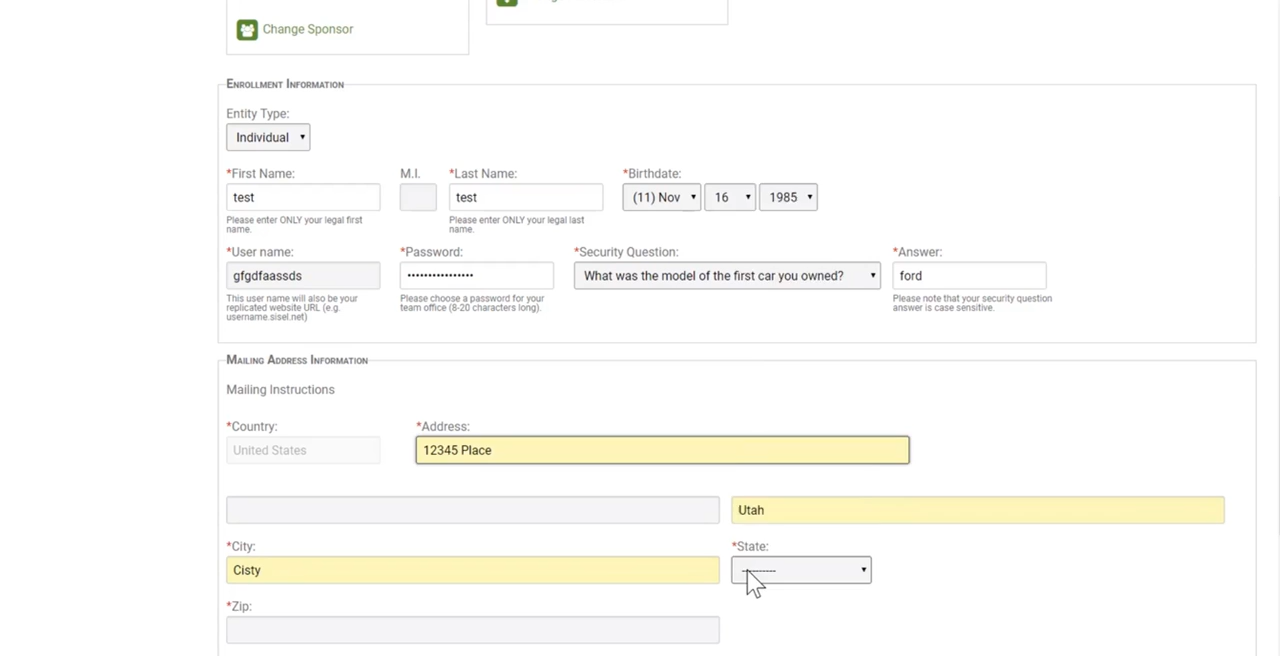 Change Sponsor
Enrollment Information
Entity Type:
Individual
*First Name:
M.I.
*Last Name:
*Birthdate:
test
test
(11) Nov
16
1985
Please enter ONLY your legal first
name.
Please enter ONLY your legal last
name.
*User name:
*Password:
*Security Question:
*Answer:
gfgdfaassds
••••••••••••••••
What was the model of the first car you owned?
ford
This user name will also be your
replicated website URL (e.g.
username.sisel.net)
Please choose a password for your
team office (8-20 characters long).
Please note that your security question
answer is case sensitive.
Mailing Address Information
Mailing Instructions
*Country:
*Address:
United States
12345 Place
Utah
*City:
*State:
Cisty
----------
*Zip: